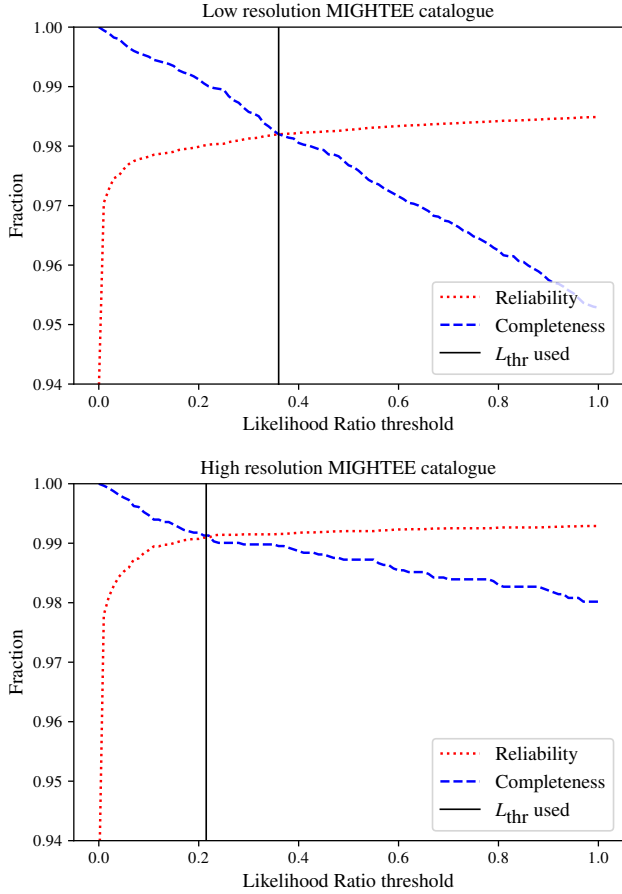 Low resolution MIGHTEE catalogue
1.00
0.99
0.98
0.97
0.96
0.95
0.94
Fraction
Reliability
Completeness
L_thr used
0.0 0.2 0.4 0.6 0.8 1.0
Likelihood Ratio threshold
High resolution MIGHTEE catalogue
1.00
0.99
0.98
0.97
0.96
0.95
0.94
Fraction
Reliability
Completeness
L_thr used
0.0 0.2 0.4 0.6 0.8 1.0
Likelihood Ratio threshold